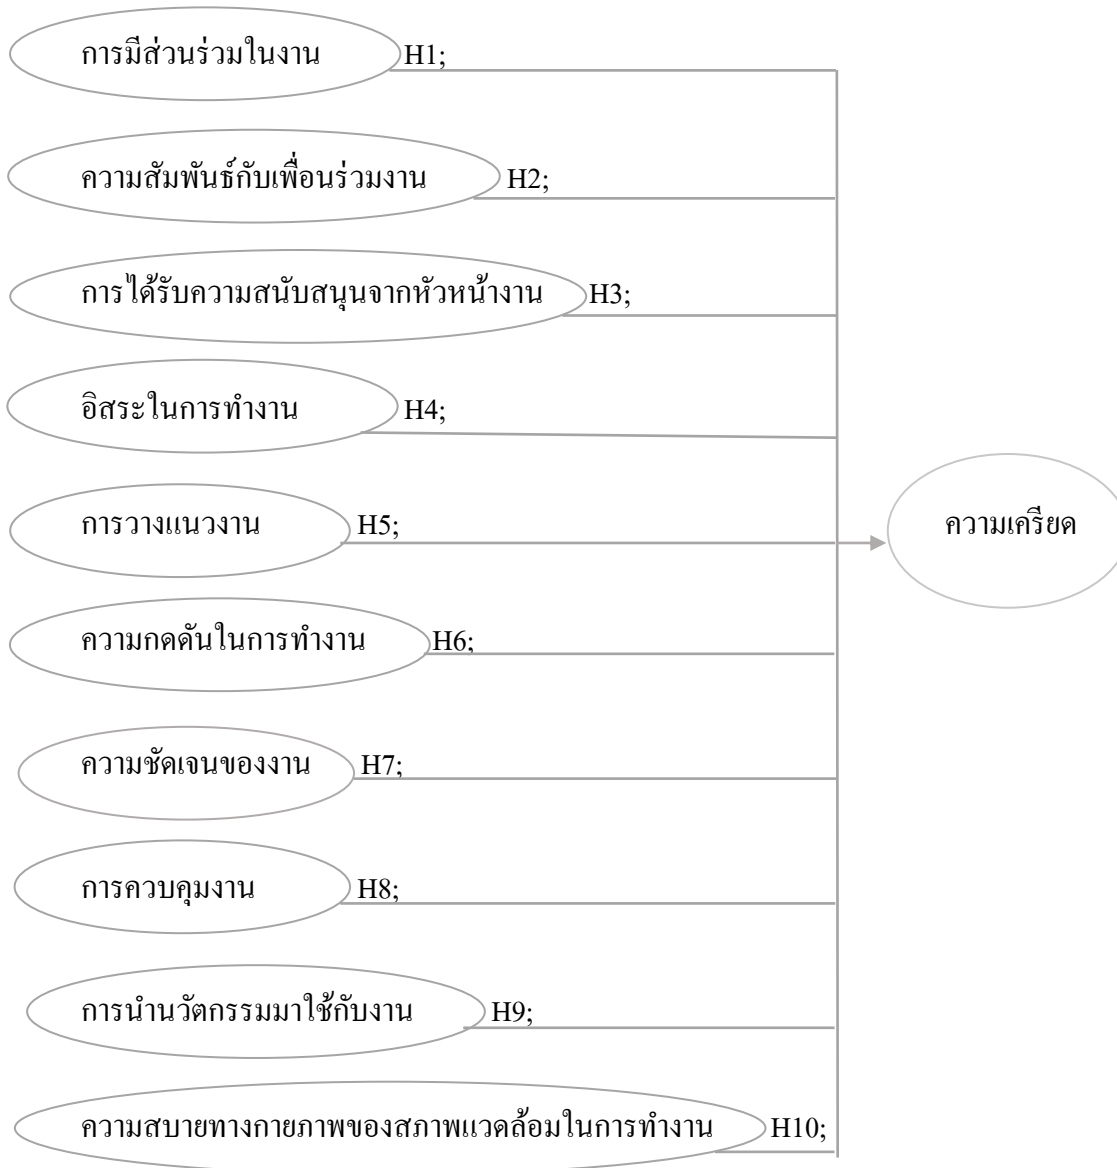 การมีส่วนร่วมในงาน H1;
ความสัมพันธ์กับเพื่อนร่วมงาน H2;
การได้รับความสนับสนุนจากหัวหน้างาน H3;
อิสระในการทำงาน H4;
การวางแนวงาน H5;
ความเครียด
ความกดดันในการทำงาน H6;
ความชัดเจนของงาน H7;
การควบคุมงาน H8;
การนำนวัตกรรมมาใช้กับงาน H9;
ความสบายทางกายภาพของสภาพแวดล้อมในการทำงาน H10;